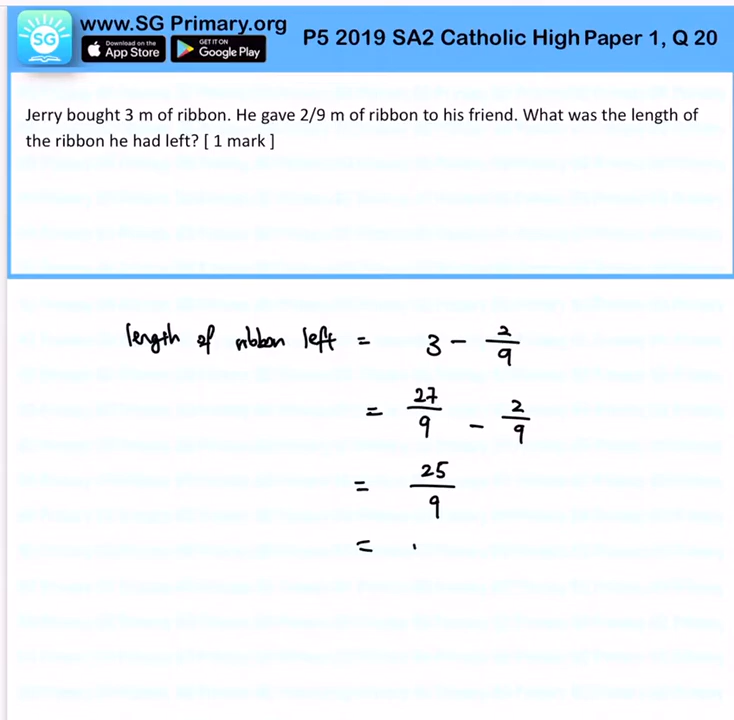 www.SG Primary.org
SG
Download on the App Store
GET IT ON Google Play
P5 2019 SA2 Catholic High Paper 1, Q 20
Jerry bought 3 m of ribbon. He gave 2/9 m of ribbon to his friend. What was the length of
the ribbon he had left? [ 1 mark ]
length of ribbon left = 3 - 2/9
= 27/9 - 2/9
= 25/9
=